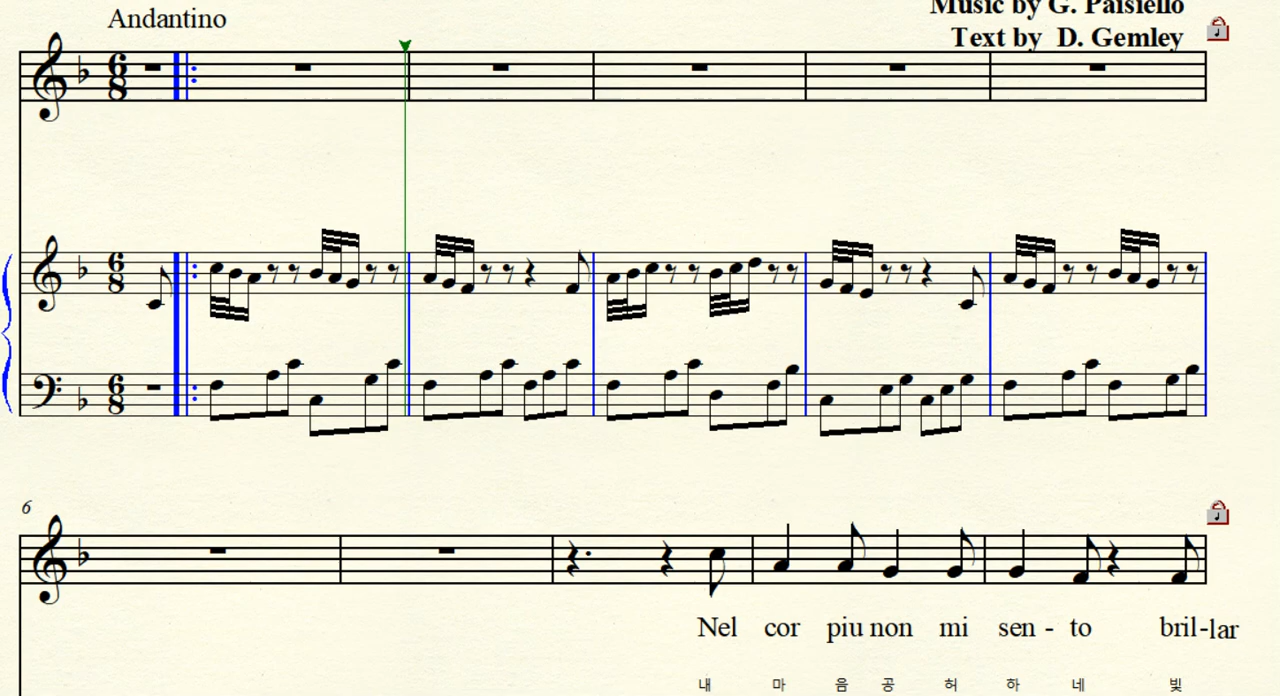 Music by G. Paisiello
Andantino
Text by D. Gemley
6
Nel cor piu non mi sen - to bril-lar
내 마 음 공 허 하 네 빛